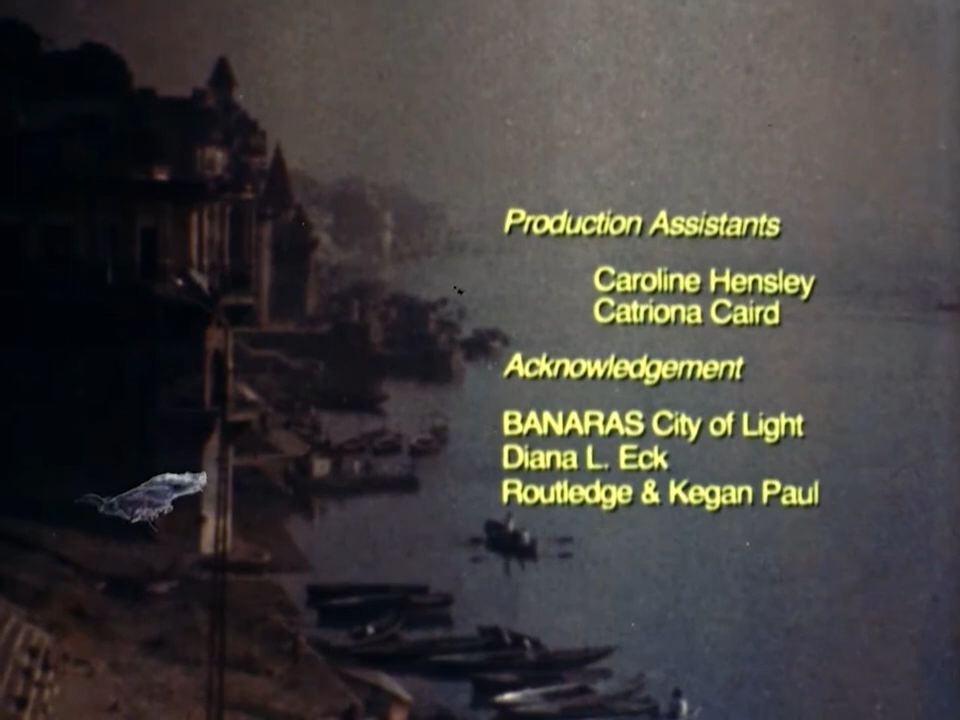 Production Assistants
Caroline Hensley
Catriona Caird
Acknowledgement
BANARAS City of Light
Diana L. Eck
Routledge & Kegan Paul